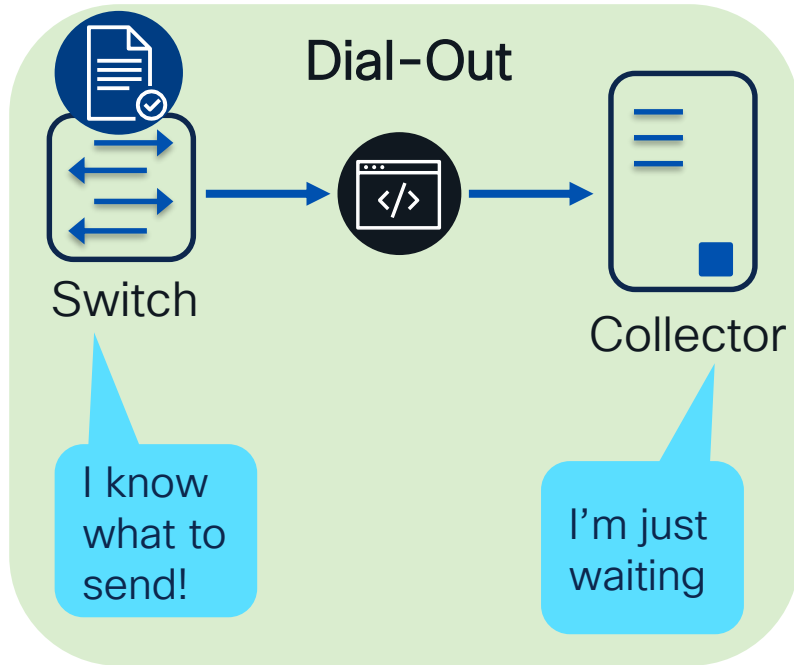 Dial-Out
</>
Switch
Collector
I know
what to
send!
I'm just
waiting